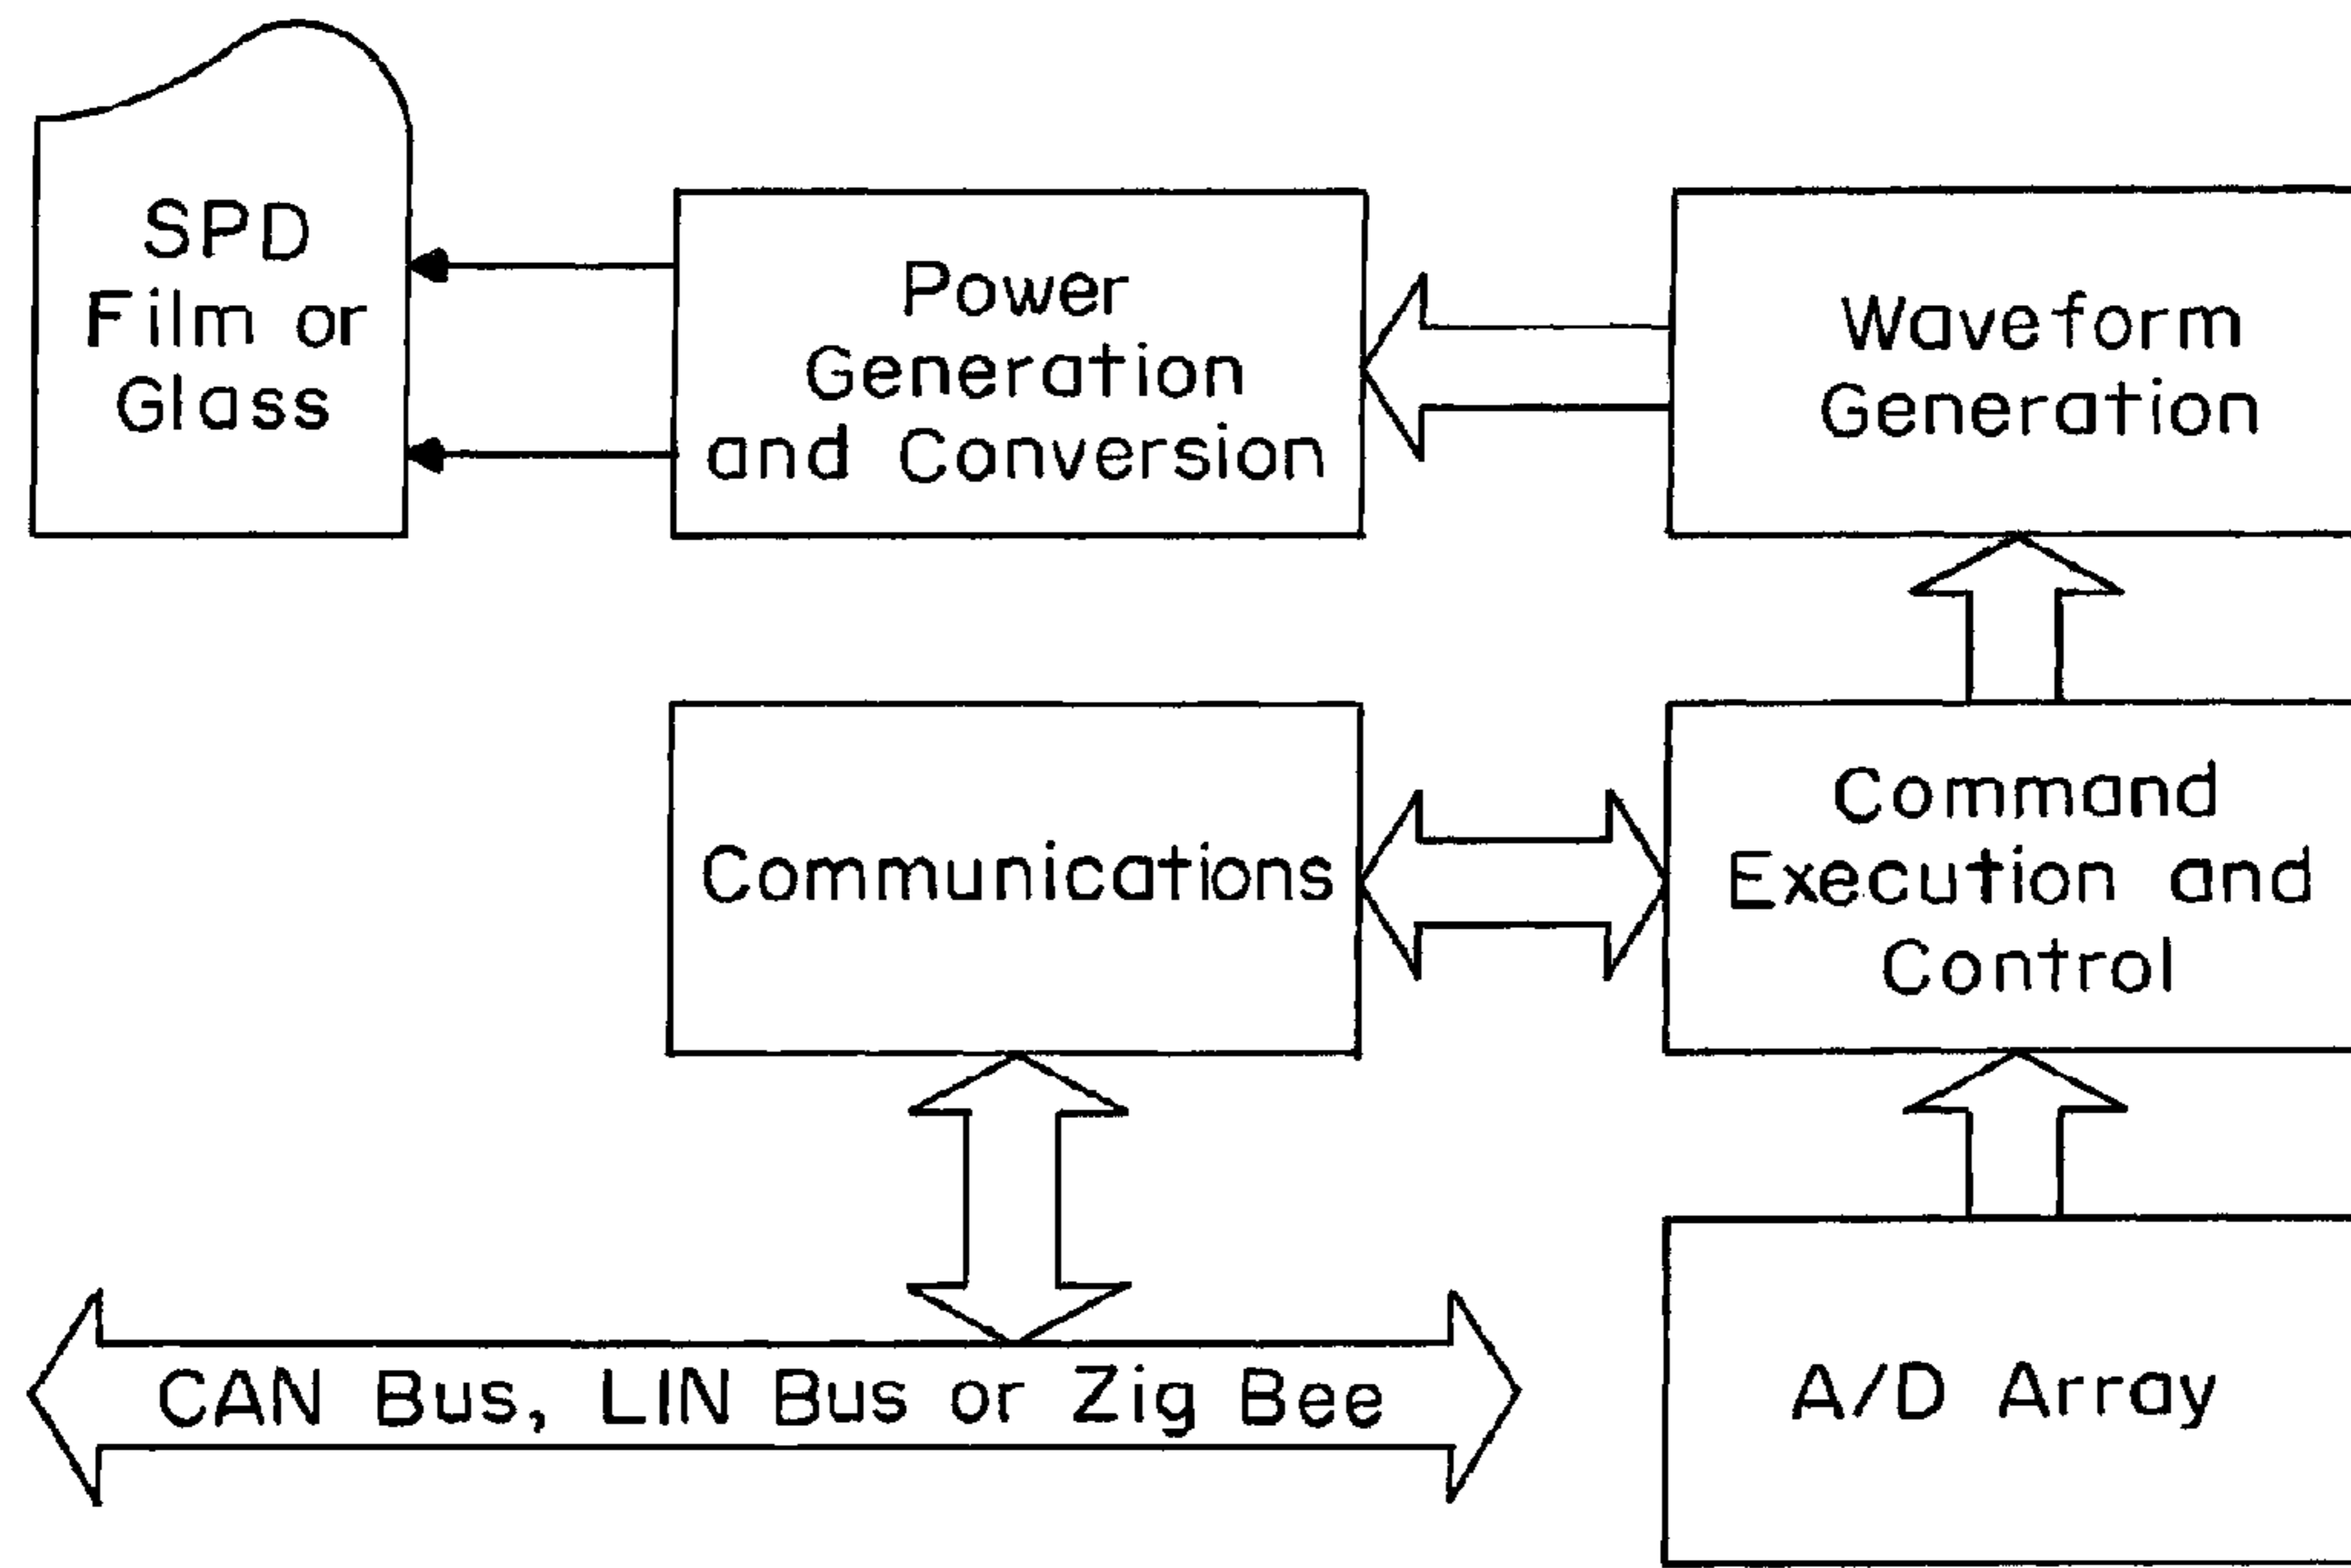 SPD
Film or
Glass
Power
Generation
and Conversion
Waveform
Generation
Communications
Command
Execution and
Control
CAN Bus, LIN Bus or Zig Bee
A/D Array